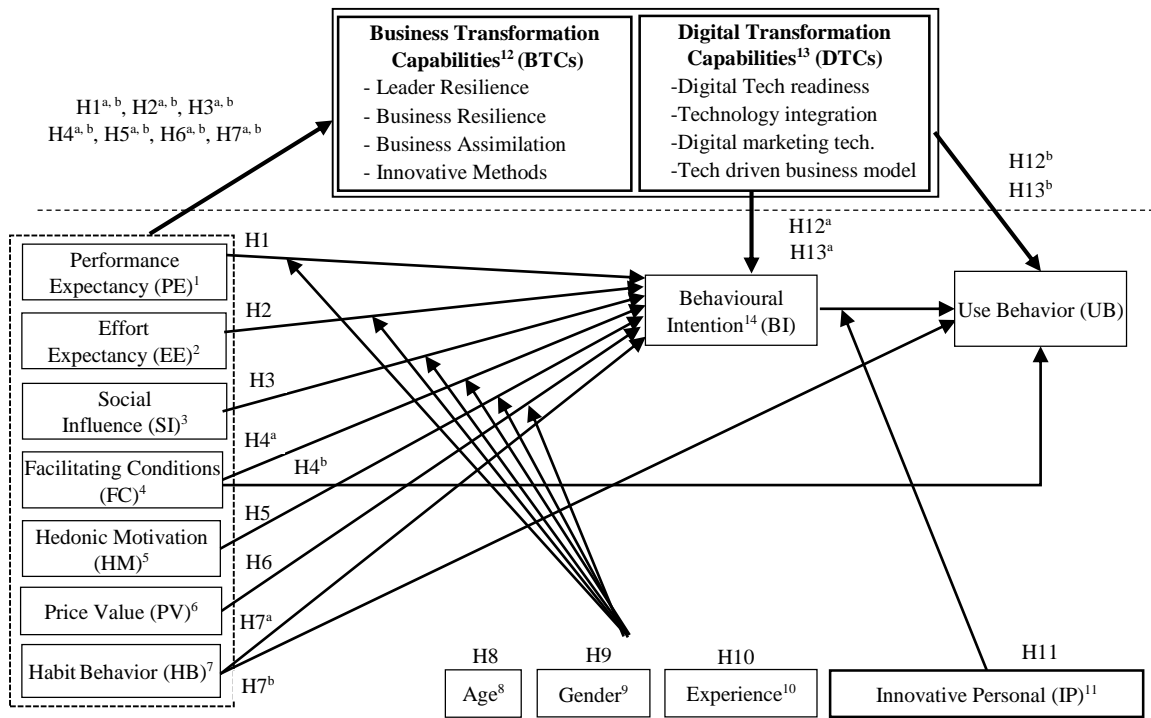 Business Transformation
Capabilities¹² (BTCs)
- Leader Resilience
- Business Resilience
- Business Assimilation
- Innovative Methods
Digital Transformation
Capabilities¹³ (DTCs)
-Digital Tech readiness
-Technology integration
-Digital marketing tech.
-Tech driven business model
H1ᵃ, ᵇ, H2ᵃ, ᵇ, H3ᵃ, ᵇ
H4ᵃ, ᵇ, H5ᵃ, ᵇ, H6ᵃ, ᵇ, H7ᵃ, ᵇ
H12ᵇ
H13ᵇ
H12ᵃ
H13ᵃ
Performance
Expectancy (PE)¹
H1
Effort
Expectancy (EE)²
H2
Social
Influence (SI)³
H3
Facilitating Conditions
(FC)⁴
H4ᵃ
H4ᵇ
Hedonic Motivation
(HM)⁵
H5
Price Value (PV)⁶
H6
Habit Behavior (HB)⁷
H7ᵃ
H7ᵇ
Behavioural
Intention¹⁴ (BI)
Use Behavior (UB)
H8
Age⁸
H9
Gender⁹
H10
Experience¹⁰
H11
Innovative Personal (IP)¹¹